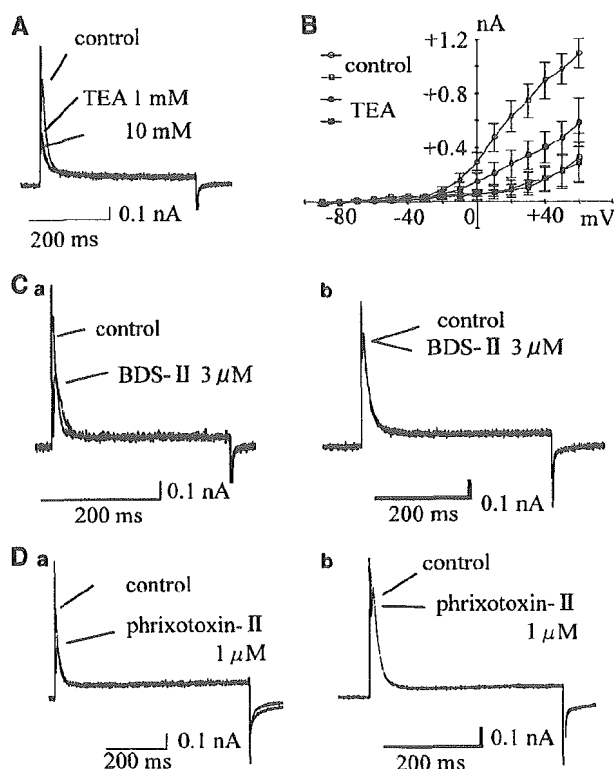 A
control
TEA 1 mM
10 mM
0.1 nA
200 ms
B
nA
+1.2
+0.8
+0.4
control
TEA
-80
-40
0
+40
mV
C a
control
BDS-II 3 μM
0.1 nA
200 ms
b
control
BDS-II 3 μM
0.1 nA
200 ms
D a
control
phrixotoxin-II
1 μM
0.1 nA
200 ms
b
control
phrixotoxin-II
1 μM
0.1 nA
200 ms